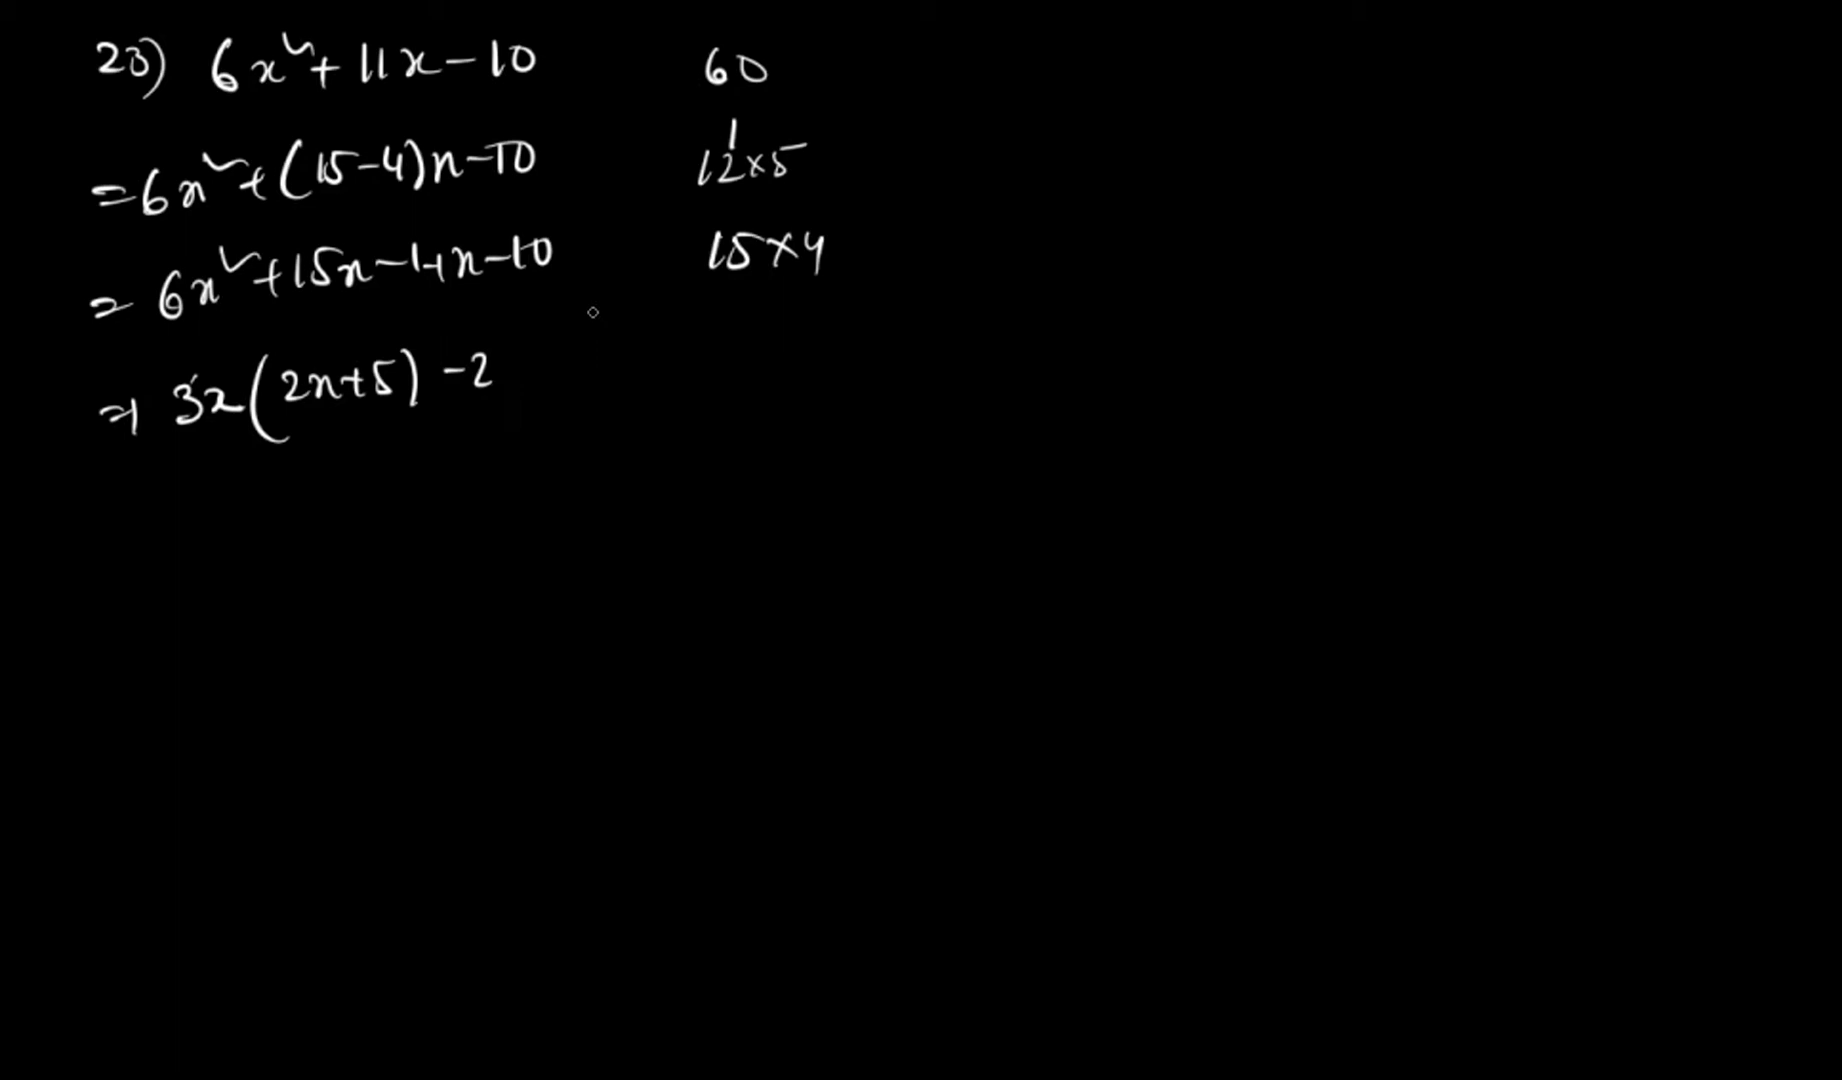 23) 6x² + 11x - 10
= 6x² + (15-4)x - 10
= 6x² + 15x - 4x - 10
⇒ 3x (2x+5) -2
60
12×5
15×4